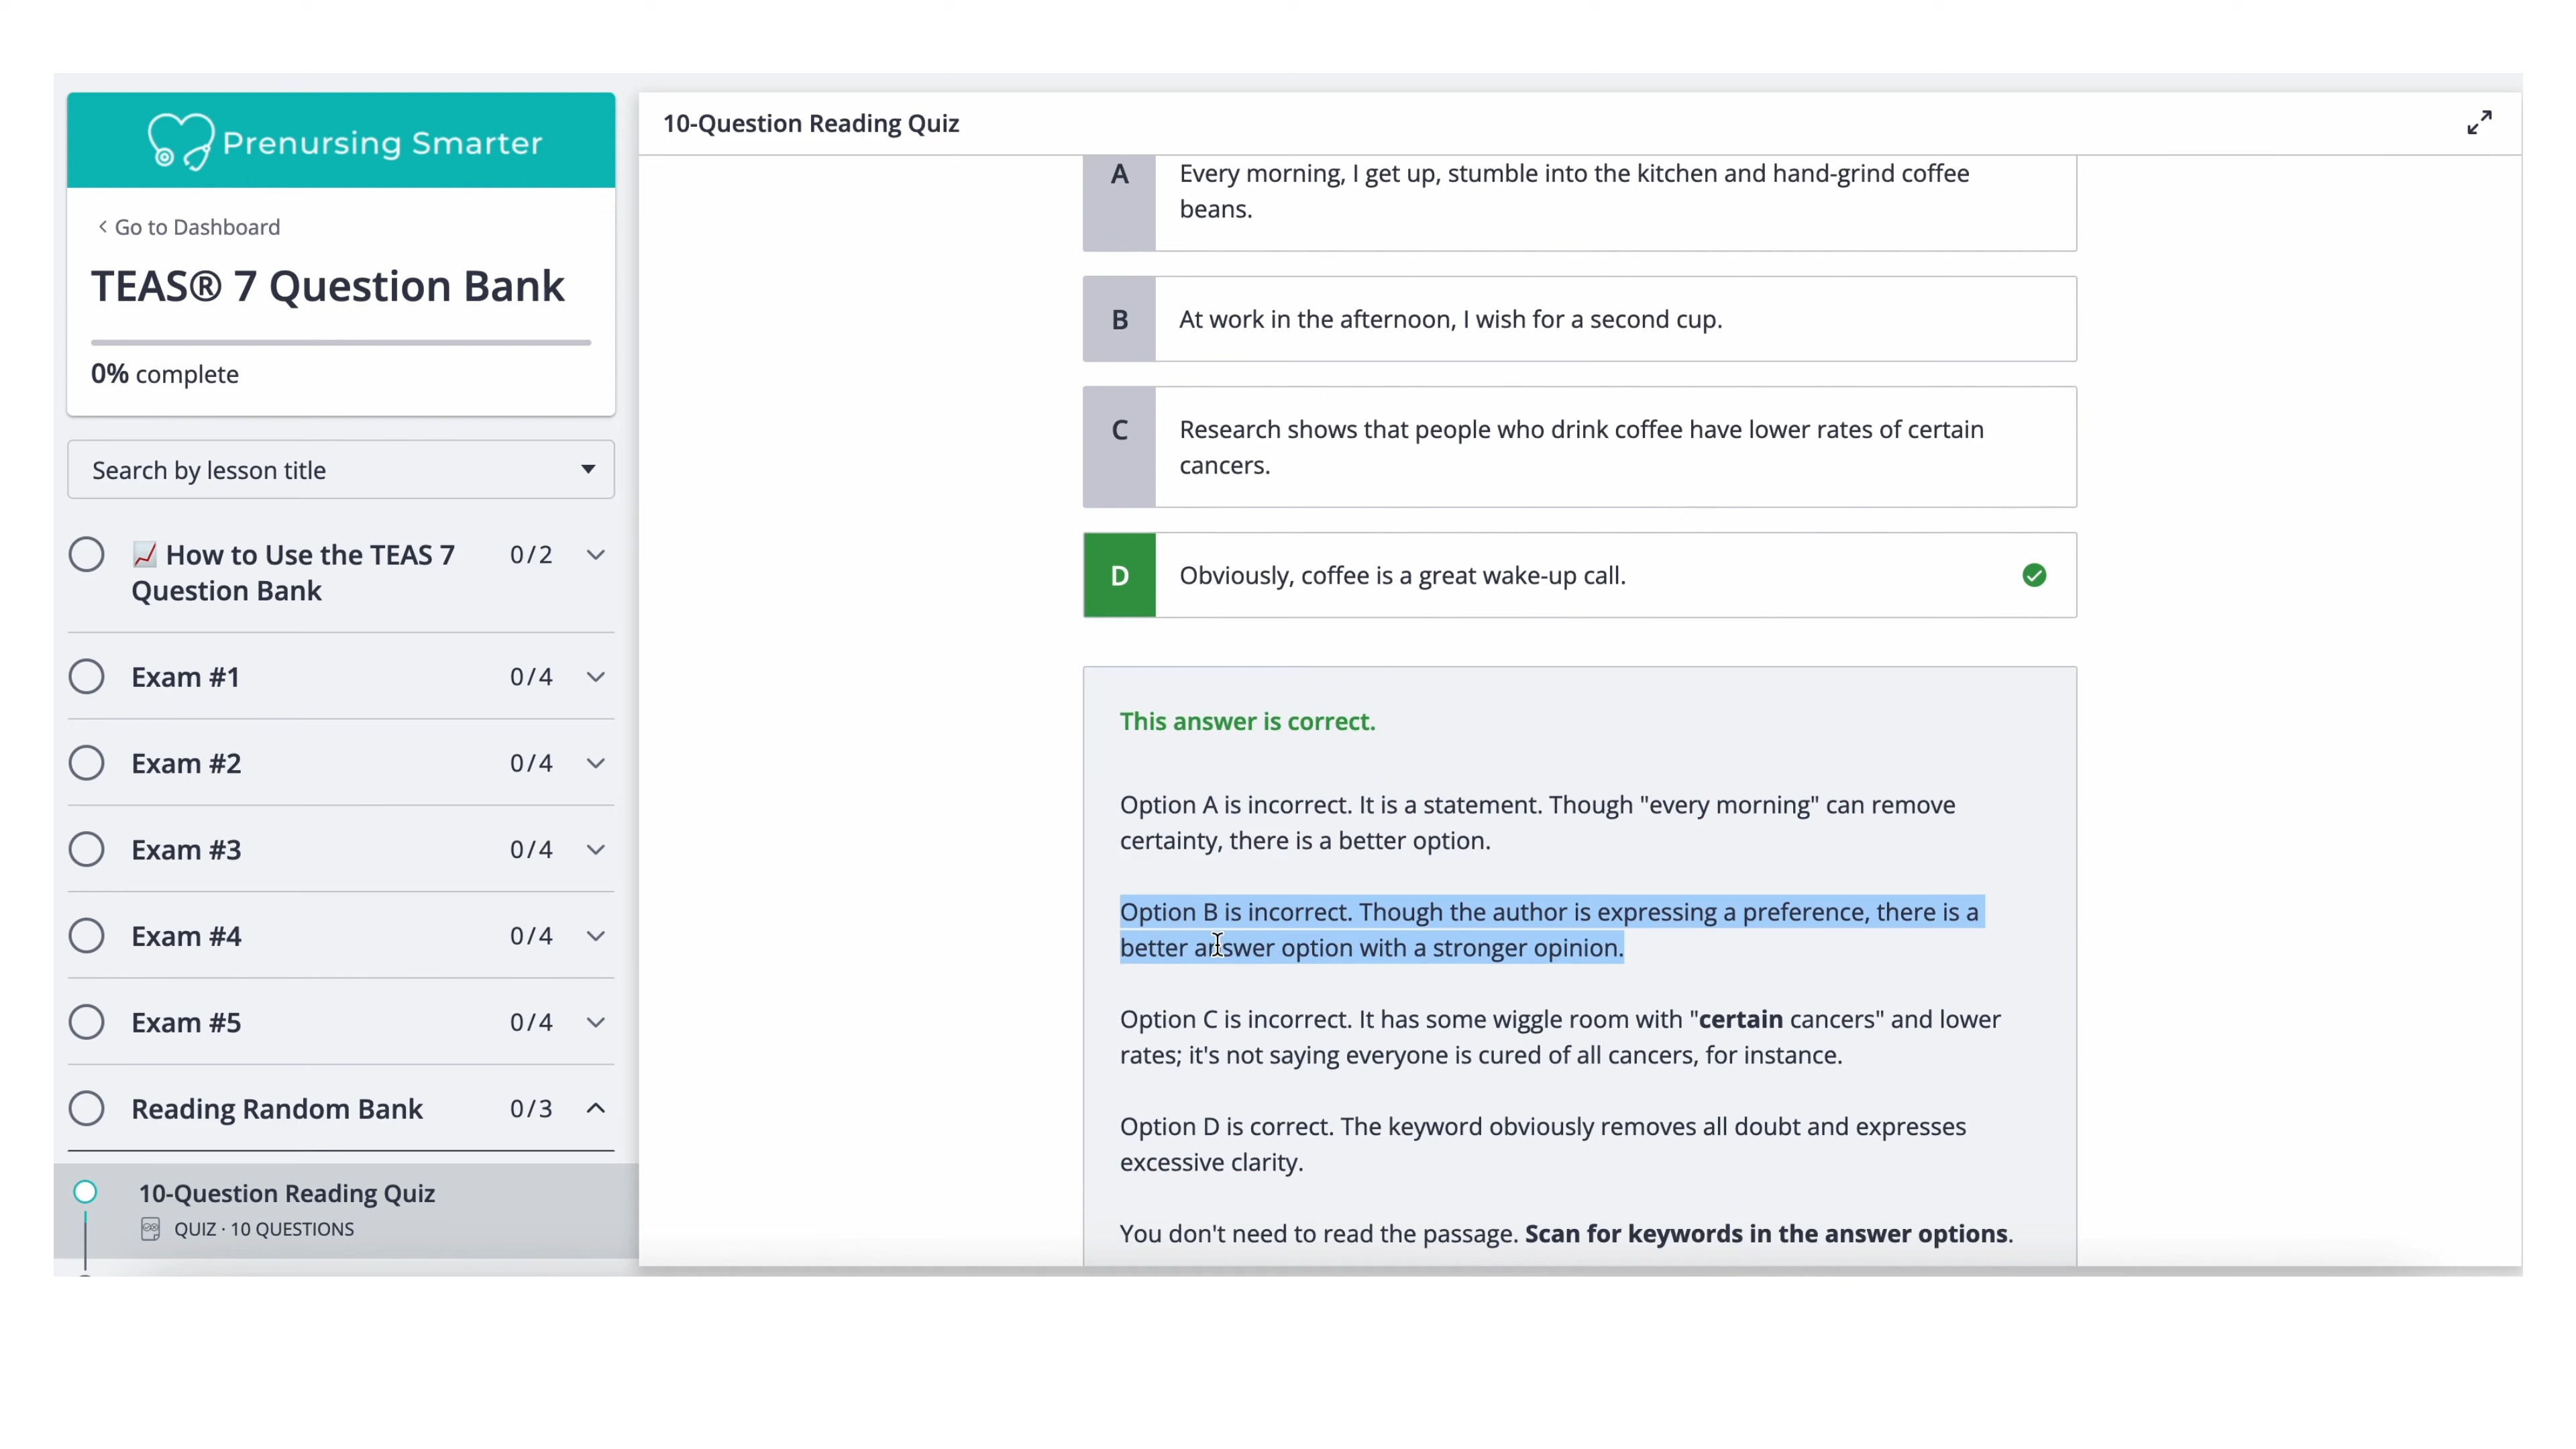 Prenursing Smarter
Go to Dashboard
TEAS® 7 Question Bank
0% complete
Search by lesson title
How to Use the TEAS 7 0/2
Question Bank
Exam #1 0/4
Exam #2 0/4
Exam #3 0/4
Exam #4 0/4
Exam #5 0/4
Reading Random Bank 0/3
10-Question Reading Quiz
QUIZ · 10 QUESTIONS
10-Question Reading Quiz
A Every morning, I get up, stumble into the kitchen and hand-grind coffee
beans.
B At work in the afternoon, I wish for a second cup.
C Research shows that people who drink coffee have lower rates of certain
cancers.
D Obviously, coffee is a great wake-up call.
This answer is correct.
Option A is incorrect. It is a statement. Though "every morning" can remove
certainty, there is a better option.
Option B is incorrect. Though the author is expressing a preference, there is a
better answer option with a stronger opinion.
Option C is incorrect. It has some wiggle room with "certain cancers" and lower
rates; it's not saying everyone is cured of all cancers, for instance.
Option D is correct. The keyword obviously removes all doubt and expresses
excessive clarity.
You don't need to read the passage. Scan for keywords in the answer options.